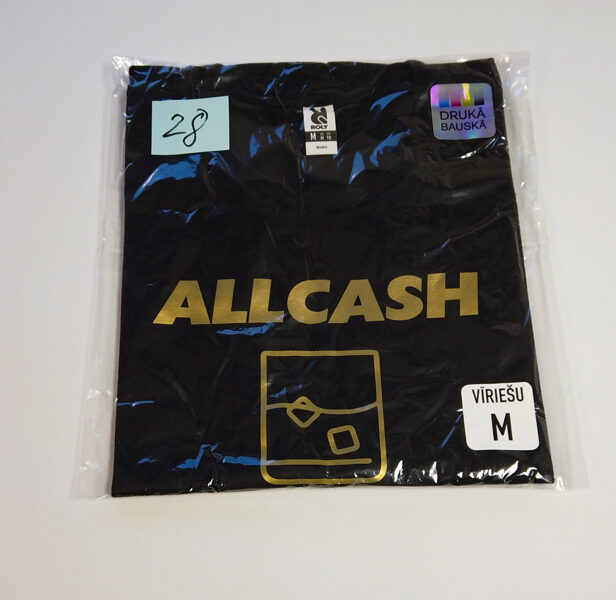 28
ROLY
M
DRUKĀ
BAUSKĀ
ALLCASH
VĪRIEŠU
M